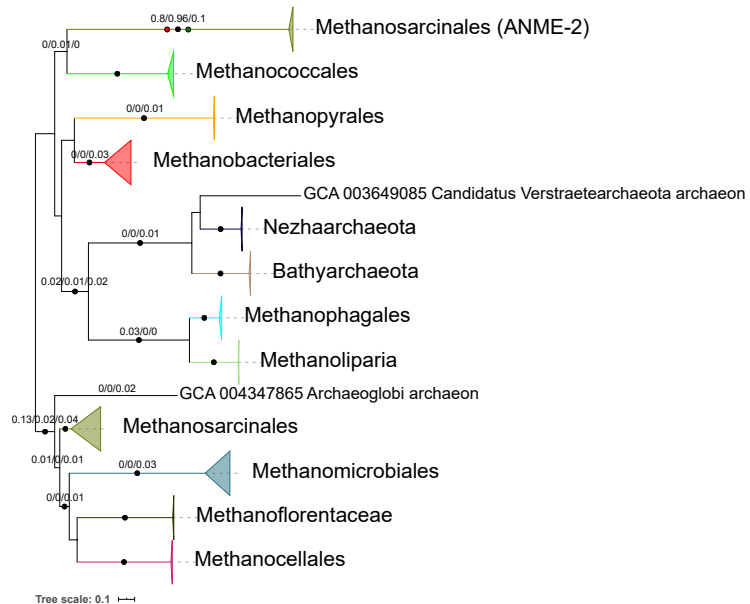 0.8/0.96/0.1
Methanosarcinales (ANME-2)
0/0.01/0
Methanococcales
0/0/0.01
Methanopyrales
0/0/0.03
Methanobacteriales
GCA 003649085 Candidatus Verstraetearchaeota archaeon
Nezhaarchaeota
0/0/0.01
Bathyarchaeota
0.02/0.01/0.02
Methanophagales
0.03/0/0
Methanoliparia
0/0/0.02
GCA 004347865 Archaeoglobi archaeon
0.13/0.02/0.04
Methanosarcinales
0.01/0/0.01
0/0/0.03
Methanomicrobiales
0/0/0.01
Methanoflorentaceae
Methanocellales
Tree scale: 0.1